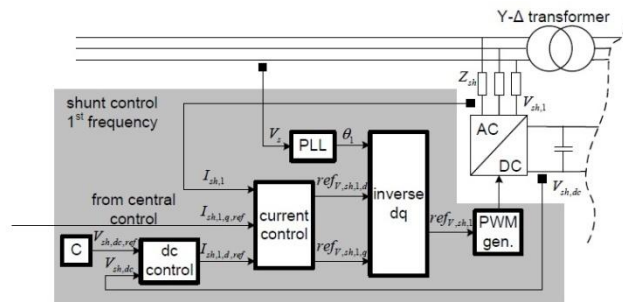 Y-Δ transformer
Z_sh
shunt control
1st frequency
V_sh,1
AC
DC
V_s
PLL
θ_1
V_sh,dc
I_sh,1
ref_V,sh,1,d
inverse
dq
from central
control
I_sh,1,q,ref
current
control
ref_V,sh,1
PWM
gen.
C
V_sh,dc,ref
dc
control
I_sh,1,d,ref
ref_V,sh,1,q
V_sh,dc